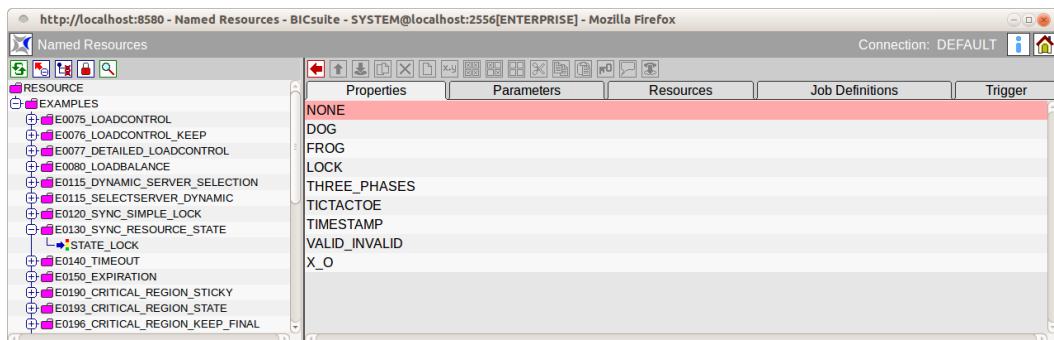 http://localhost:8580 - Named Resources - BICsuite - SYSTEM@localhost:2556[ENTERPRISE] - Mozilla Firefox
Named Resources
Connection: DEFAULT
RESOURCE
EXAMPLES
E0075_LOADCONTROL
E0076_LOADCONTROL_KEEP
E0077_DETAILED_LOADCONTROL
E0080_LOADBALANCE
E0115_DYNAMIC_SERVER_SELECTION
E0115_SELECTSERVER_DYNAMIC
E0120_SYNC_SIMPLE_LOCK
E0130_SYNC_RESOURCE_STATE
STATE_LOCK
E0140_TIMEOUT
E0150_EXPIRATION
E0190_CRITICAL_REGION_STICKY
E0193_CRITICAL_REGION_STATE
E0196_CRITICAL_REGION_KEEP_FINAL
x-y
Properties Parameters Resources Job Definitions Trigger
NONE
DOG
FROG
LOCK
THREE_PHASES
TICTACTOE
TIMESTAMP
VALID_INVALID
X_O